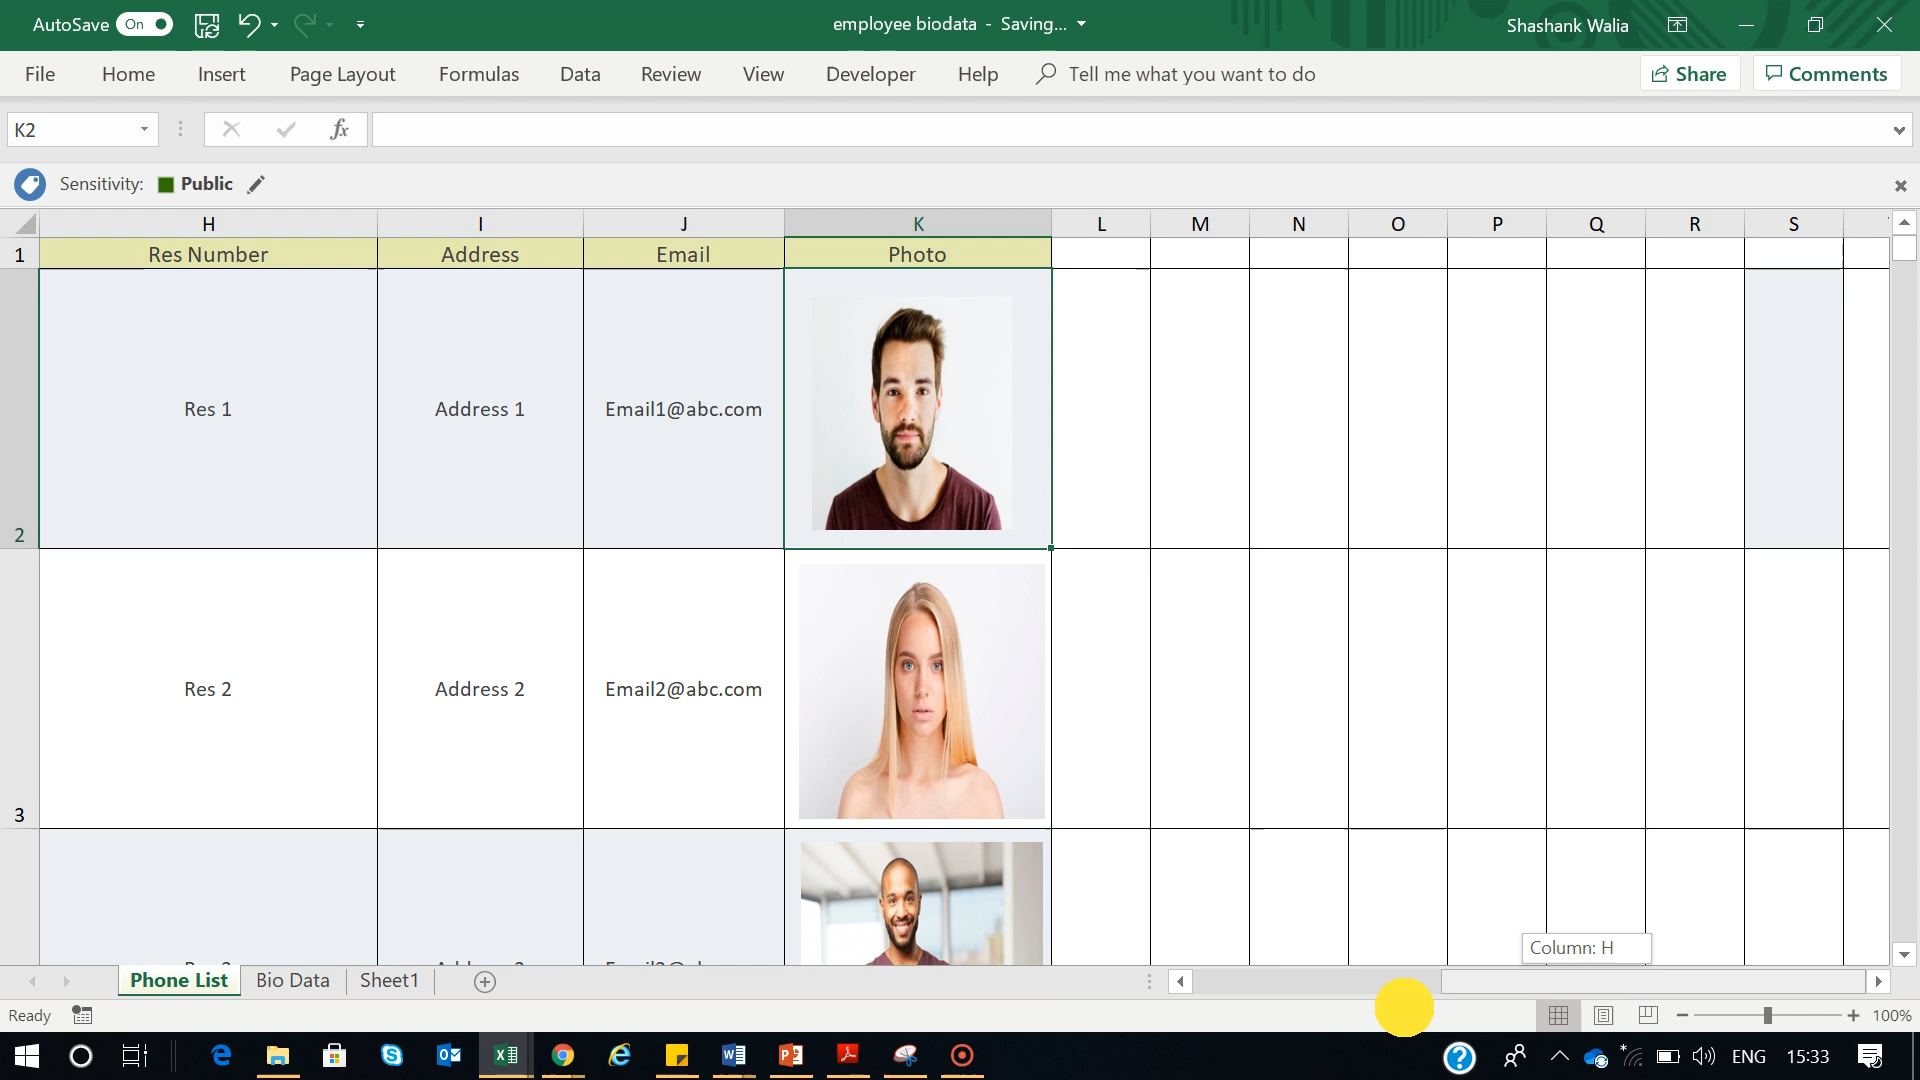 AutoSave On employee biodata - Saving... Shashank Walia
File Home Insert Page Layout Formulas Data Review View Developer Help Tell me what you want to do Share Comments
K2 fx
Sensitivity: Public
H I J K L M N O P Q R S
1 Res Number Address Email Photo
Res 1 Address 1 Email1@abc.com
2
Res 2 Address 2 Email2@abc.com
3
Column: H
Phone List Bio Data Sheet1
Ready 100%
ENG 15:33